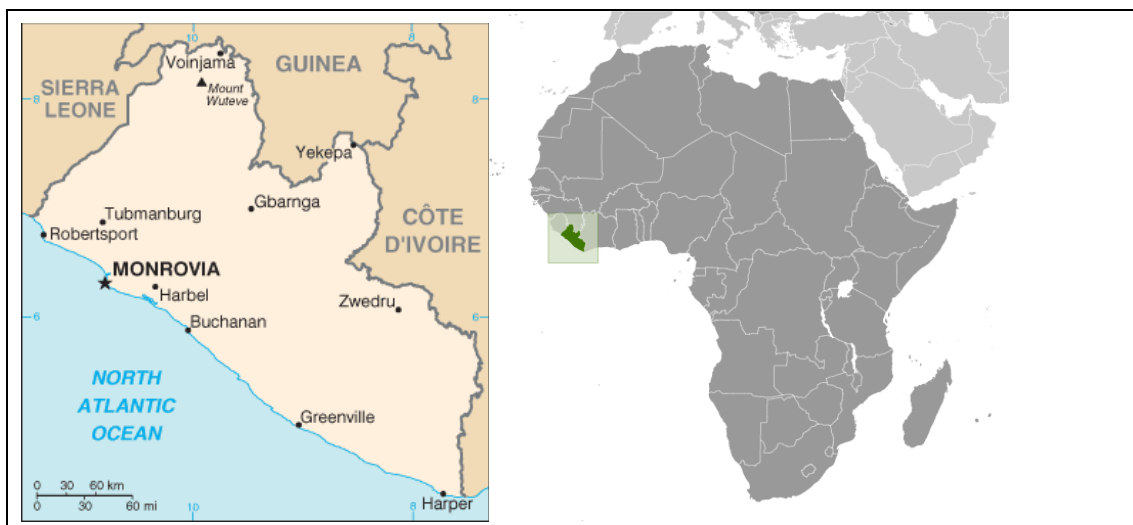 10
8
Voinjama
GUINEA
SIERRA
LEONE
Mount
Wuteve
8
8
Yekepa
Gbarnga
Tubmanburg
CÔTE
D'IVOIRE
Robertsport
MONROVIA
Harbel
Zwedru
6
6
Buchanan
NORTH
ATLANTIC
OCEAN
Greenville
0 30 60 km
0 30 60 mi
10
8
Harper